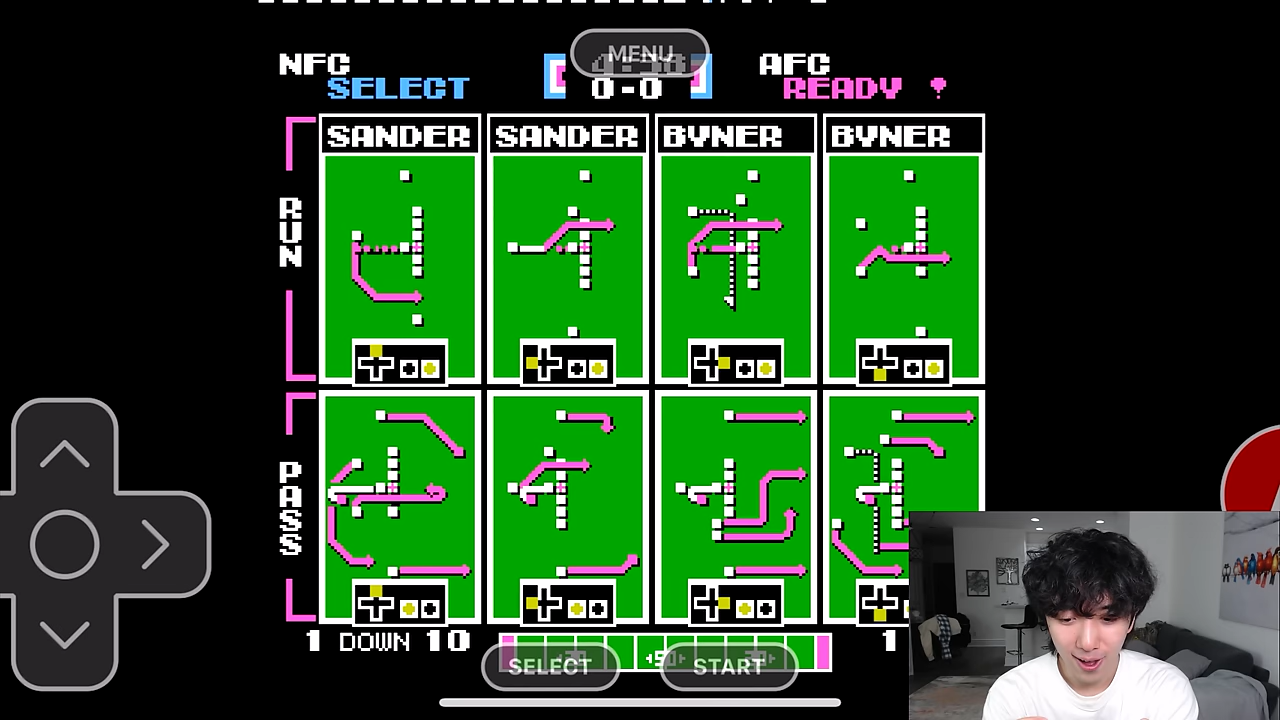 MENU
NFC
AFC
SELECT
0-0
READY !
SANDER
SANDER
BYNER
BYNER
RUN
PASS
1 DOWN 10
1
SELECT
START